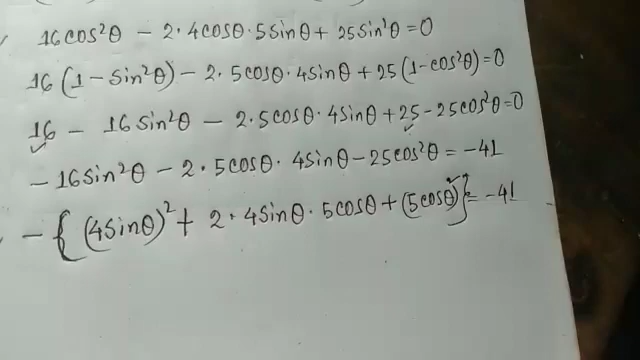 16cos²θ - 2·4cosθ·5sinθ + 25sin²θ = 0
16(1-sin²θ) - 2·5cosθ·4sinθ + 25(1-cos²θ) = 0
16 - 16sin²θ - 2·5cosθ·4sinθ + 25 - 25cos²θ = 0
-16sin²θ - 2·5cosθ·4sinθ - 25cos²θ = -41
-{(4sinθ)² + 2·4sinθ·5cosθ + (5cosθ)²} = -41